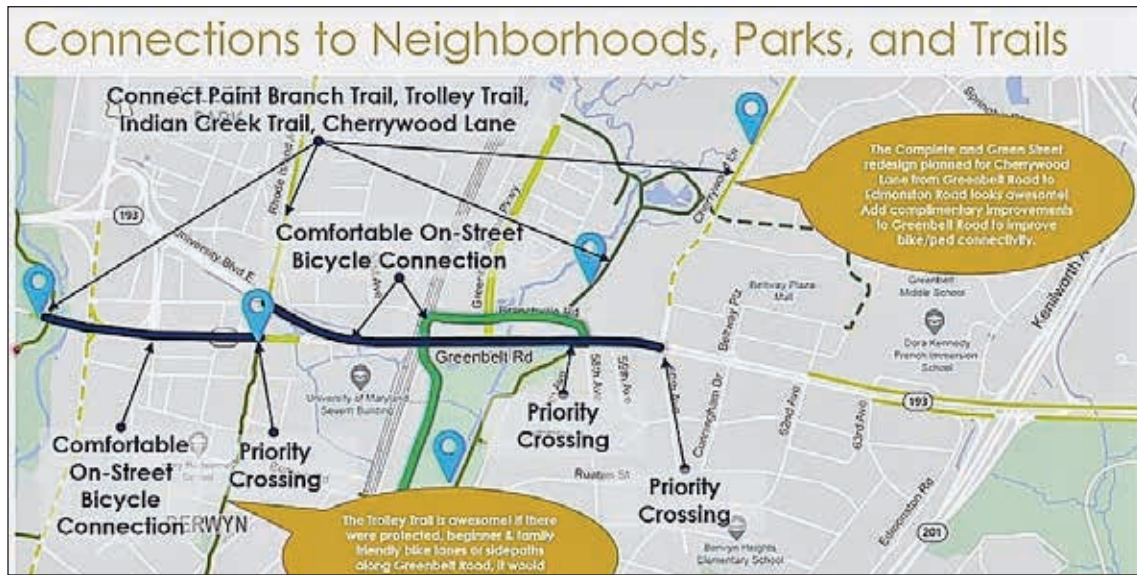 Connections to Neighborhoods, Parks, and Trails
Connect Paint Branch Trail, Trolley Trail,
Indian Creek Trail, Cherrywood Lane
The Complete and Green Street
redesign planned for Cherrywood
Lane from Greenbelt Road to
Edmonston Road looks awesome!
Add complimentary improvements
to Greenbelt Road to improve
bike/ped connectivity.
193
University Blvd E
Comfortable On-Street
Bicycle Connection
Branchville Rd
Greenbelt Rd
Beltway Plaza
Mall
Greenbelt
Middle School
Dora Kennedy
French Immersion
School
University of Maryland
Severn Building
58th Ave
Cunningham Dr
62nd Ave
63rd Ave
193
Comfortable
On-Street
Bicycle
Connection
Priority
Crossing
Priority
Crossing
Priority
Crossing
BERWYN
Edmonston Rd
201
Berwyn Heights
Elementary School
The Trolley Trail is awesome! If there
were protected, beginner & family
friendly bike lanes or sidepaths
along Greenbelt Road, it would